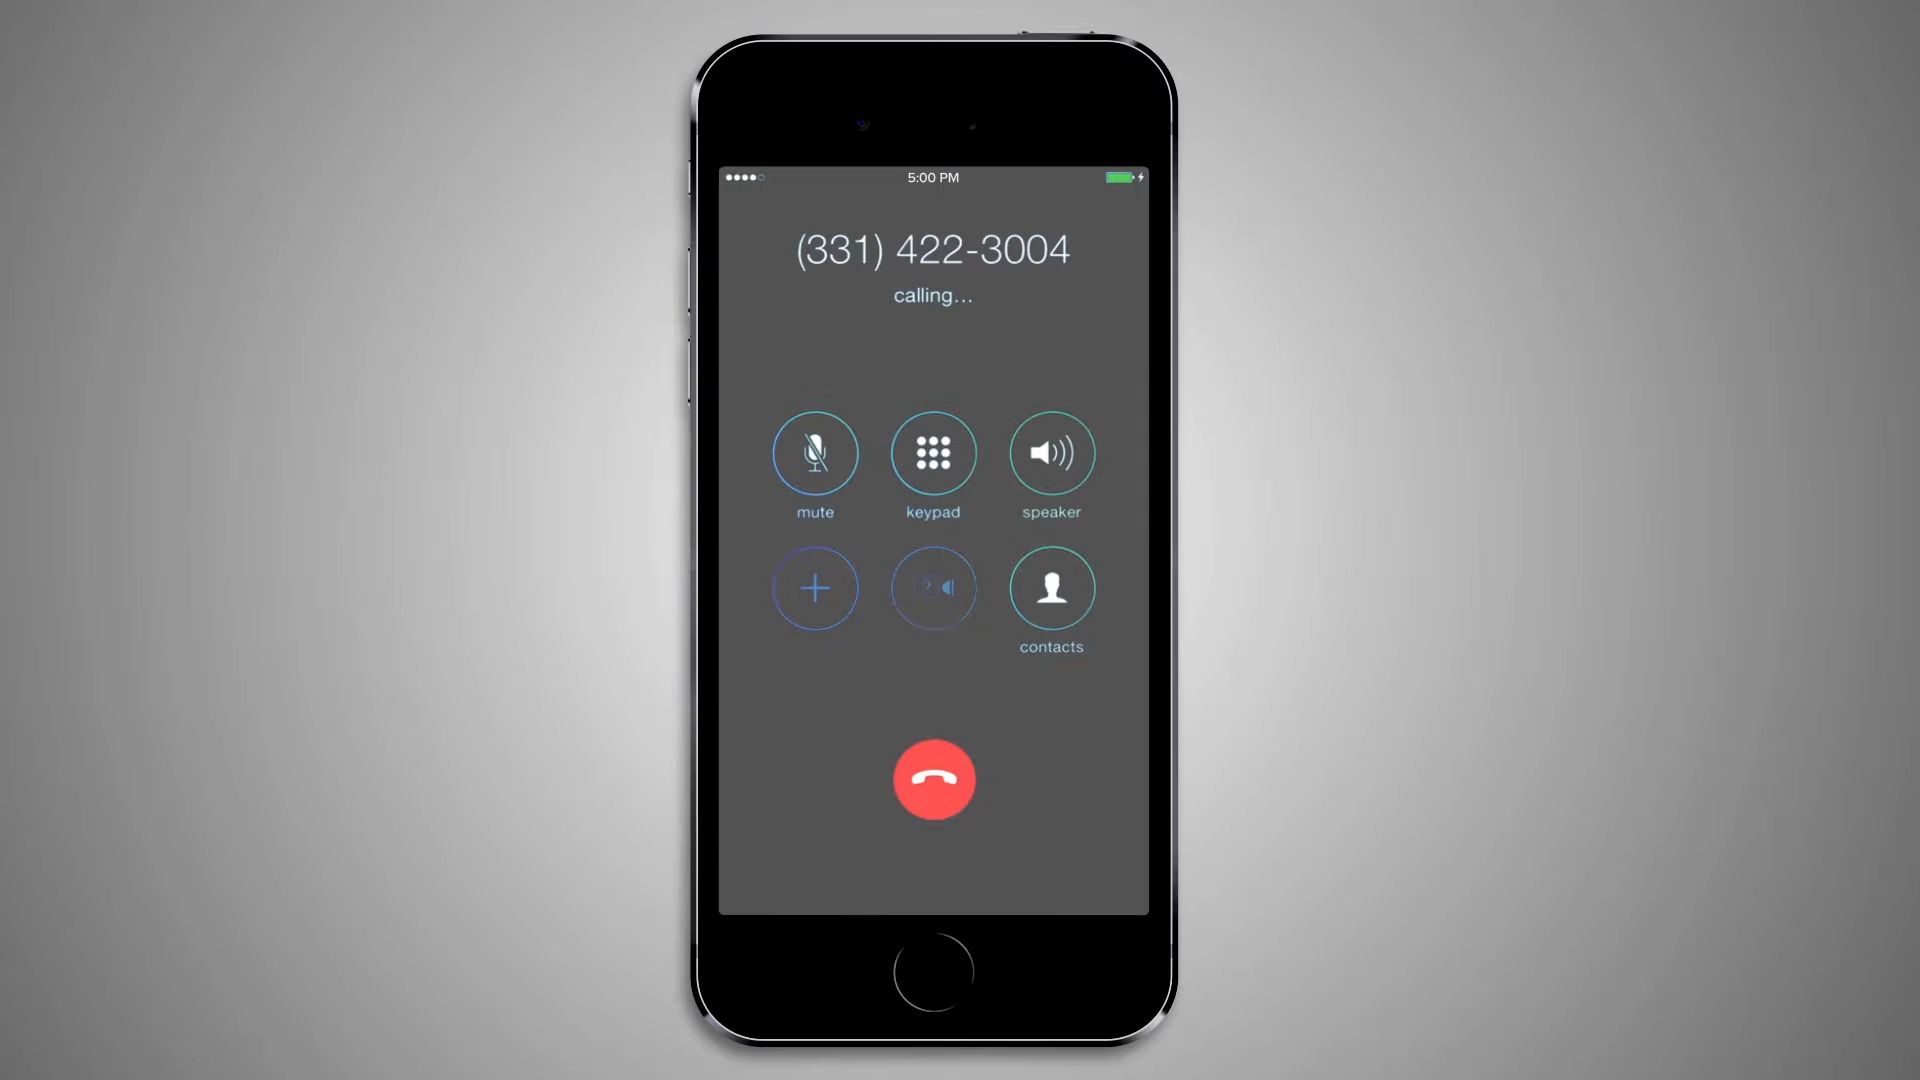 5:00 PM
(331) 422-3004
calling...
mute keypad speaker
contacts